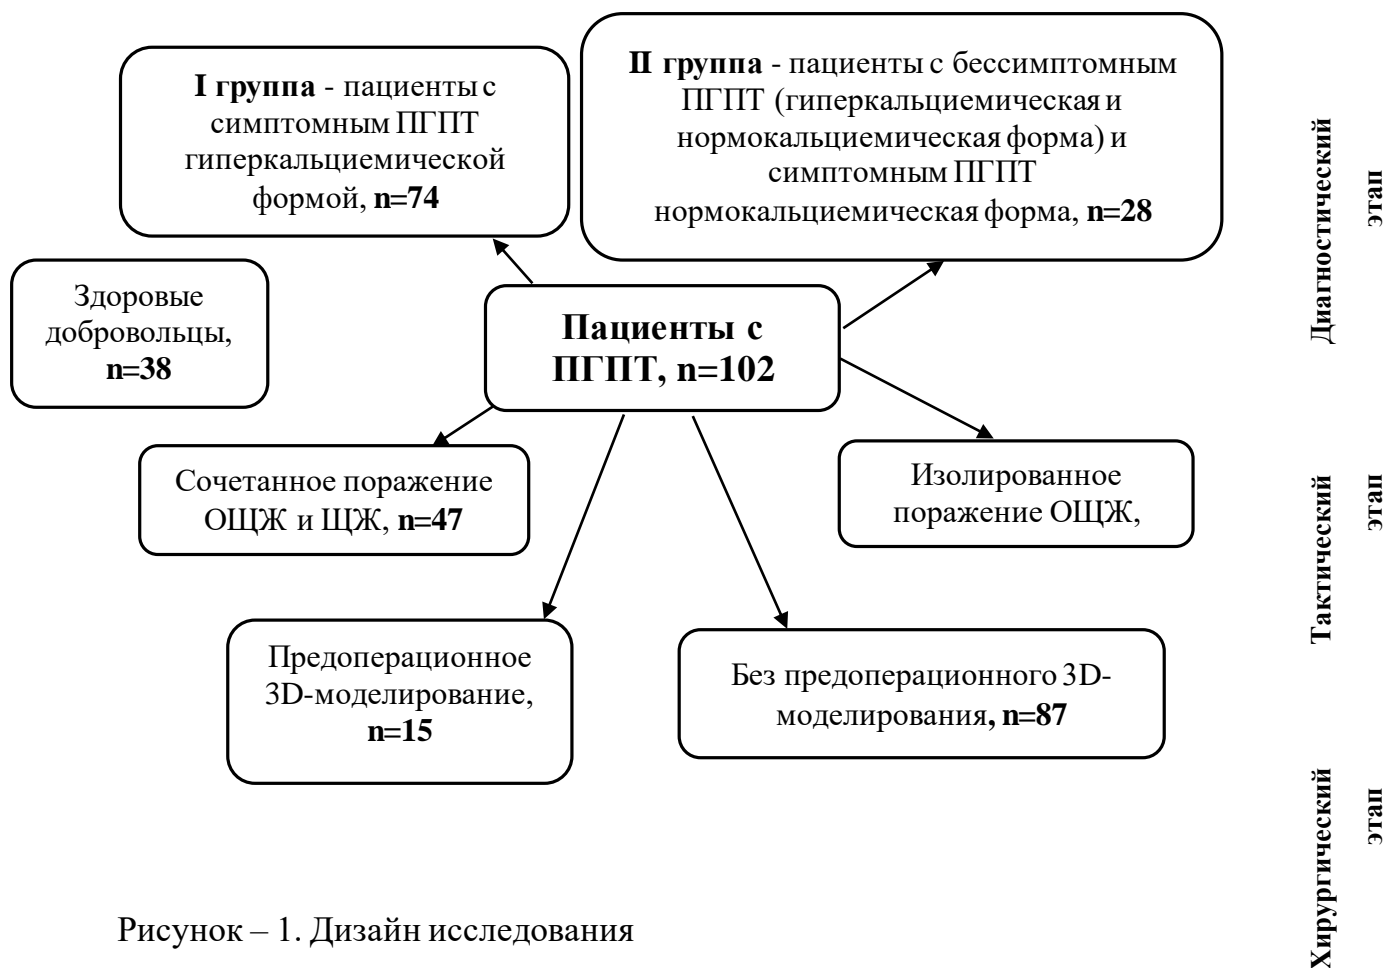 I группа - пациенты с
симптомным ПГПТ
гиперкальциемической
формой, n=74
II группа - пациенты с бессимптомным
ПГПТ (гиперкальциемическая и
нормокальциемическая форма) и
симптомным ПГПТ
нормокальциемическая форма, n=28
Диагностический
этап
Здоровые
добровольцы,
n=38
Пациенты с
ПГПТ, n=102
Сочетанное поражение
ОЩЖ и ЩЖ, n=47
Изолированное
поражение ОЩЖ,
Тактический
этап
Предоперационное
3D-моделирование,
n=15
Без предоперационного 3D-
моделирования, n=87
Хирургический
этап
Рисунок – 1. Дизайн исследования